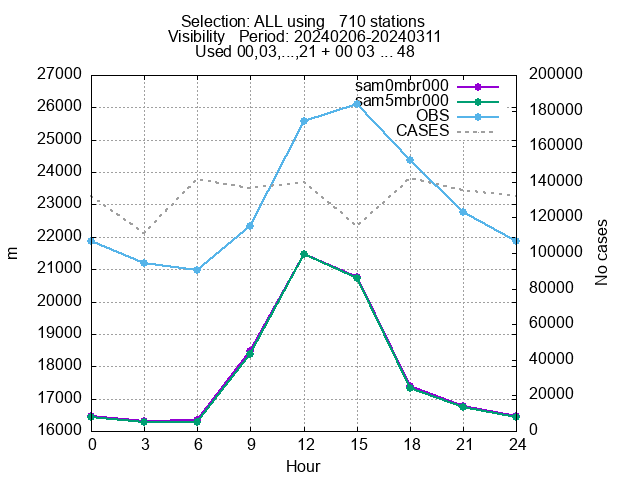 Selection: ALL using   710 stations
Visibility   Period: 20240206-20240311
Used 00,03,...,21 + 00 03 ... 48
27000
26000
25000
24000
23000
22000
21000
20000
19000
18000
17000
16000
m
sam0mbr000
sam5mbr000
OBS
CASES
200000
180000
160000
140000
120000
100000
80000
60000
40000
20000
0
No cases
0 3 6 9 12 15 18 21 24
Hour